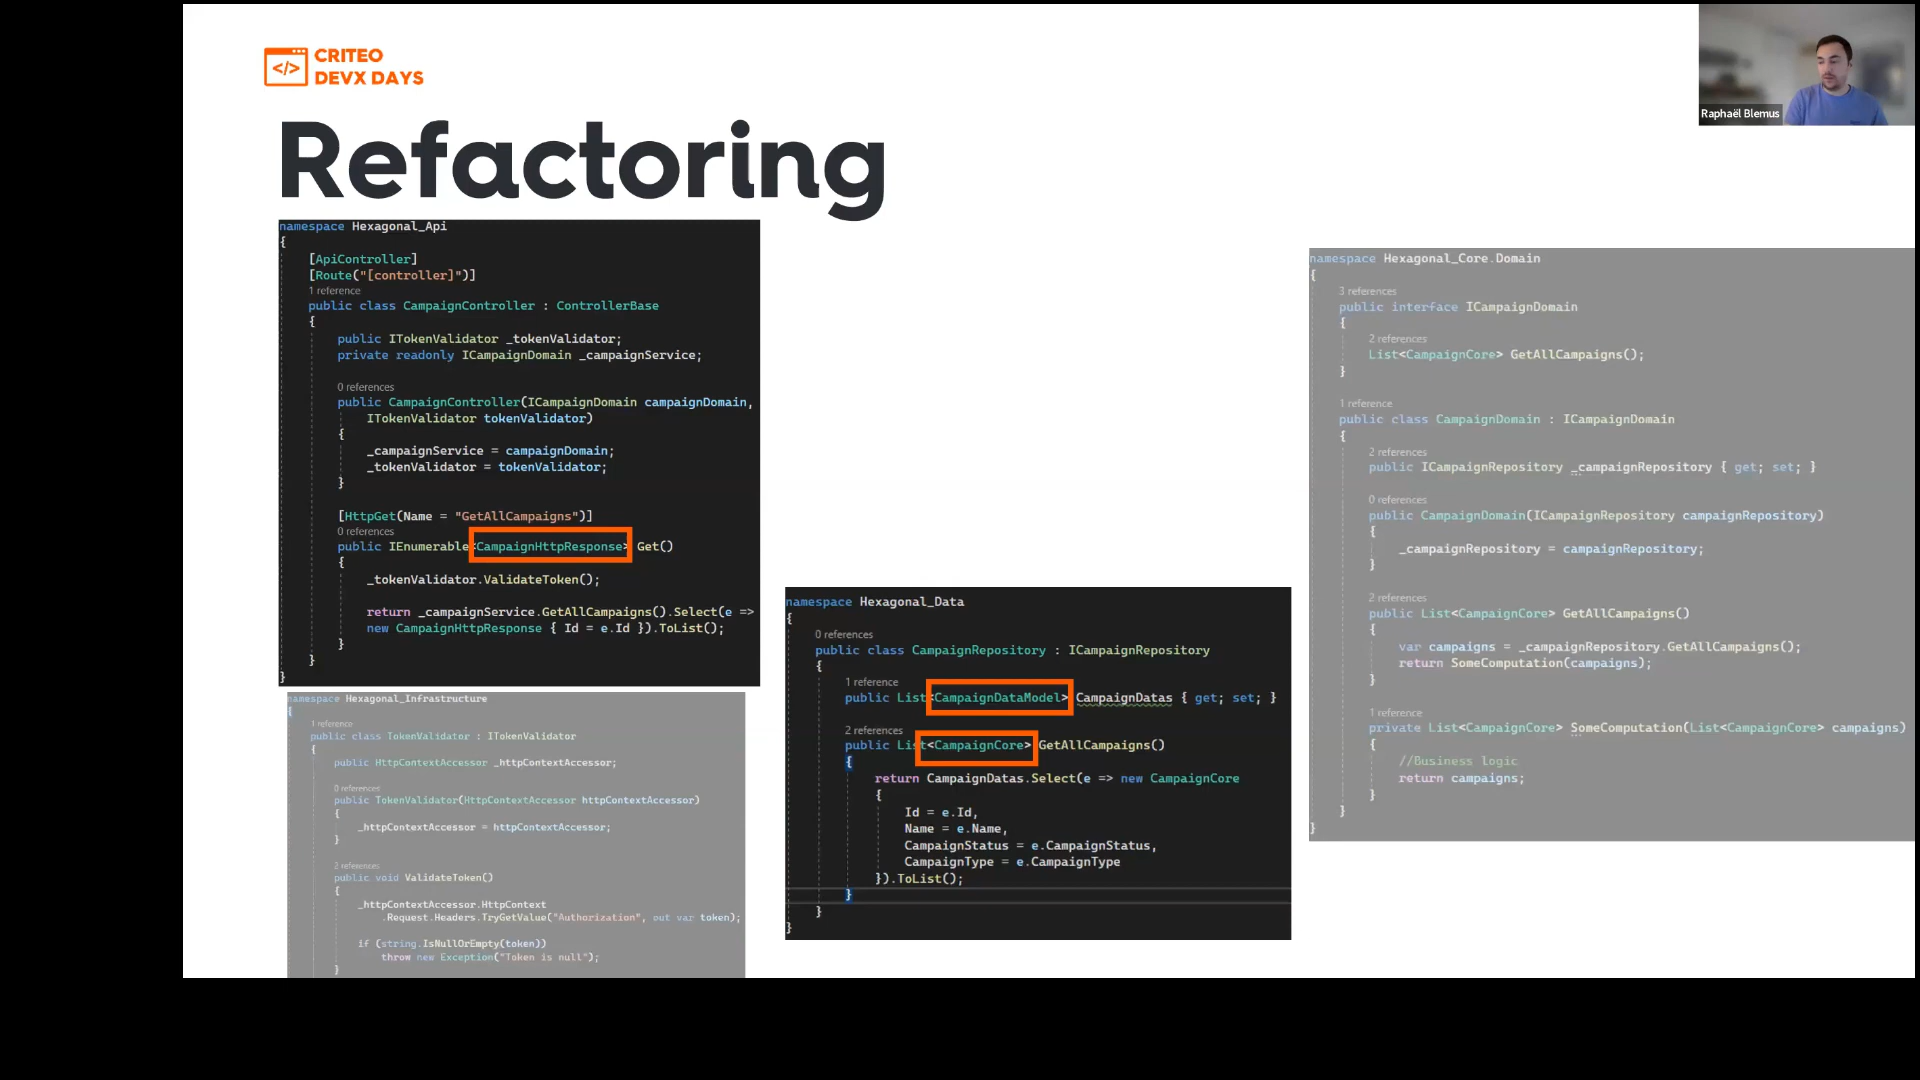 CRITEO
DEVX DAYS
Raphaël Blemus
Refactoring
namespace Hexagonal_Api
{
[ApiController]
[Route("[controller]")]
1 reference
public class CampaignController : ControllerBase
{
public ITokenValidator _tokenValidator;
private readonly ICampaignDomain _campaignService;
0 references
public CampaignController(ICampaignDomain campaignDomain,
ITokenValidator tokenValidator)
{
_campaignService = campaignDomain;
_tokenValidator = tokenValidator;
}
[HttpGet(Name = "GetAllCampaigns")]
0 references
public IEnumerable<CampaignHttpResponse> Get()
{
_tokenValidator.ValidateToken();
return _campaignService.GetAllCampaigns().Select(e =>
new CampaignHttpResponse { Id = e.Id }).ToList();
}
}
}
namespace Hexagonal_Infrastructure
{
1 reference
public class TokenValidator : ITokenValidator
{
public HttpContextAccessor _httpContextAccessor;
0 references
public TokenValidator(HttpContextAccessor httpContextAccessor)
{
_httpContextAccessor = httpContextAccessor;
}
2 references
public void ValidateToken()
{
_httpContextAccessor.HttpContext
.Request.Headers.TryGetValue("Authorization", out var token);
if (string.IsNullOrEmpty(token))
throw new Exception("Token is null");
}
namespace Hexagonal_Data
{
0 references
public class CampaignRepository : ICampaignRepository
{
1 reference
public List<CampaignDataModel> CampaignDatas { get; set; }
2 references
public List<CampaignCore> GetAllCampaigns()
{
return CampaignDatas.Select(e => new CampaignCore
{
Id = e.Id,
Name = e.Name,
CampaignStatus = e.CampaignStatus,
CampaignType = e.CampaignType
}).ToList();
}
}
}
namespace Hexagonal_Core.Domain
{
3 references
public interface ICampaignDomain
{
2 references
List<CampaignCore> GetAllCampaigns();
}
1 reference
public class CampaignDomain : ICampaignDomain
{
2 references
public ICampaignRepository _campaignRepository { get; set; }
0 references
public CampaignDomain(ICampaignRepository campaignRepository)
{
_campaignRepository = campaignRepository;
}
2 references
public List<CampaignCore> GetAllCampaigns()
{
var campaigns = _campaignRepository.GetAllCampaigns();
return SomeComputation(campaigns);
}
1 reference
private List<CampaignCore> SomeComputation(List<CampaignCore> campaigns)
{
//Business logic
return campaigns;
}
}
}